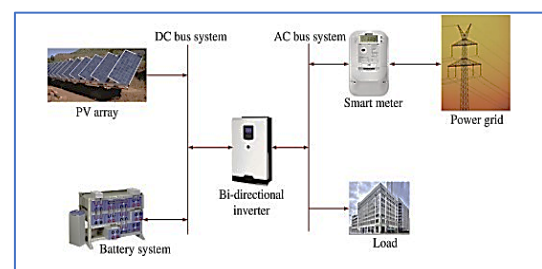 DC bus system
AC bus system
PV array
Smart meter
Power grid
Bi-directional
inverter
Battery system
Load